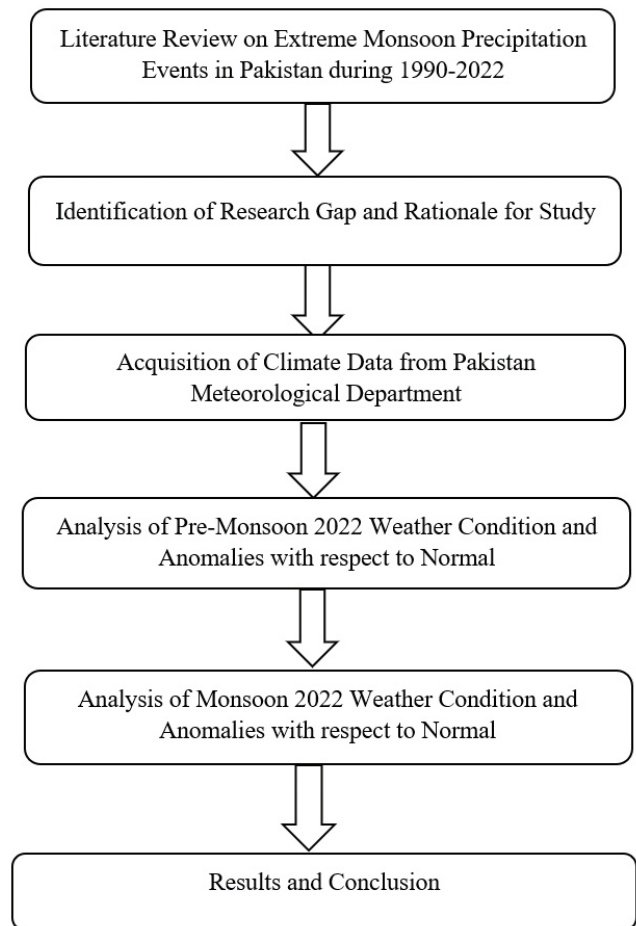 Literature Review on Extreme Monsoon Precipitation
Events in Pakistan during 1990-2022
Identification of Research Gap and Rationale for Study
Acquisition of Climate Data from Pakistan
Meteorological Department
Analysis of Pre-Monsoon 2022 Weather Condition and
Anomalies with respect to Normal
Analysis of Monsoon 2022 Weather Condition and
Anomalies with respect to Normal
Results and Conclusion